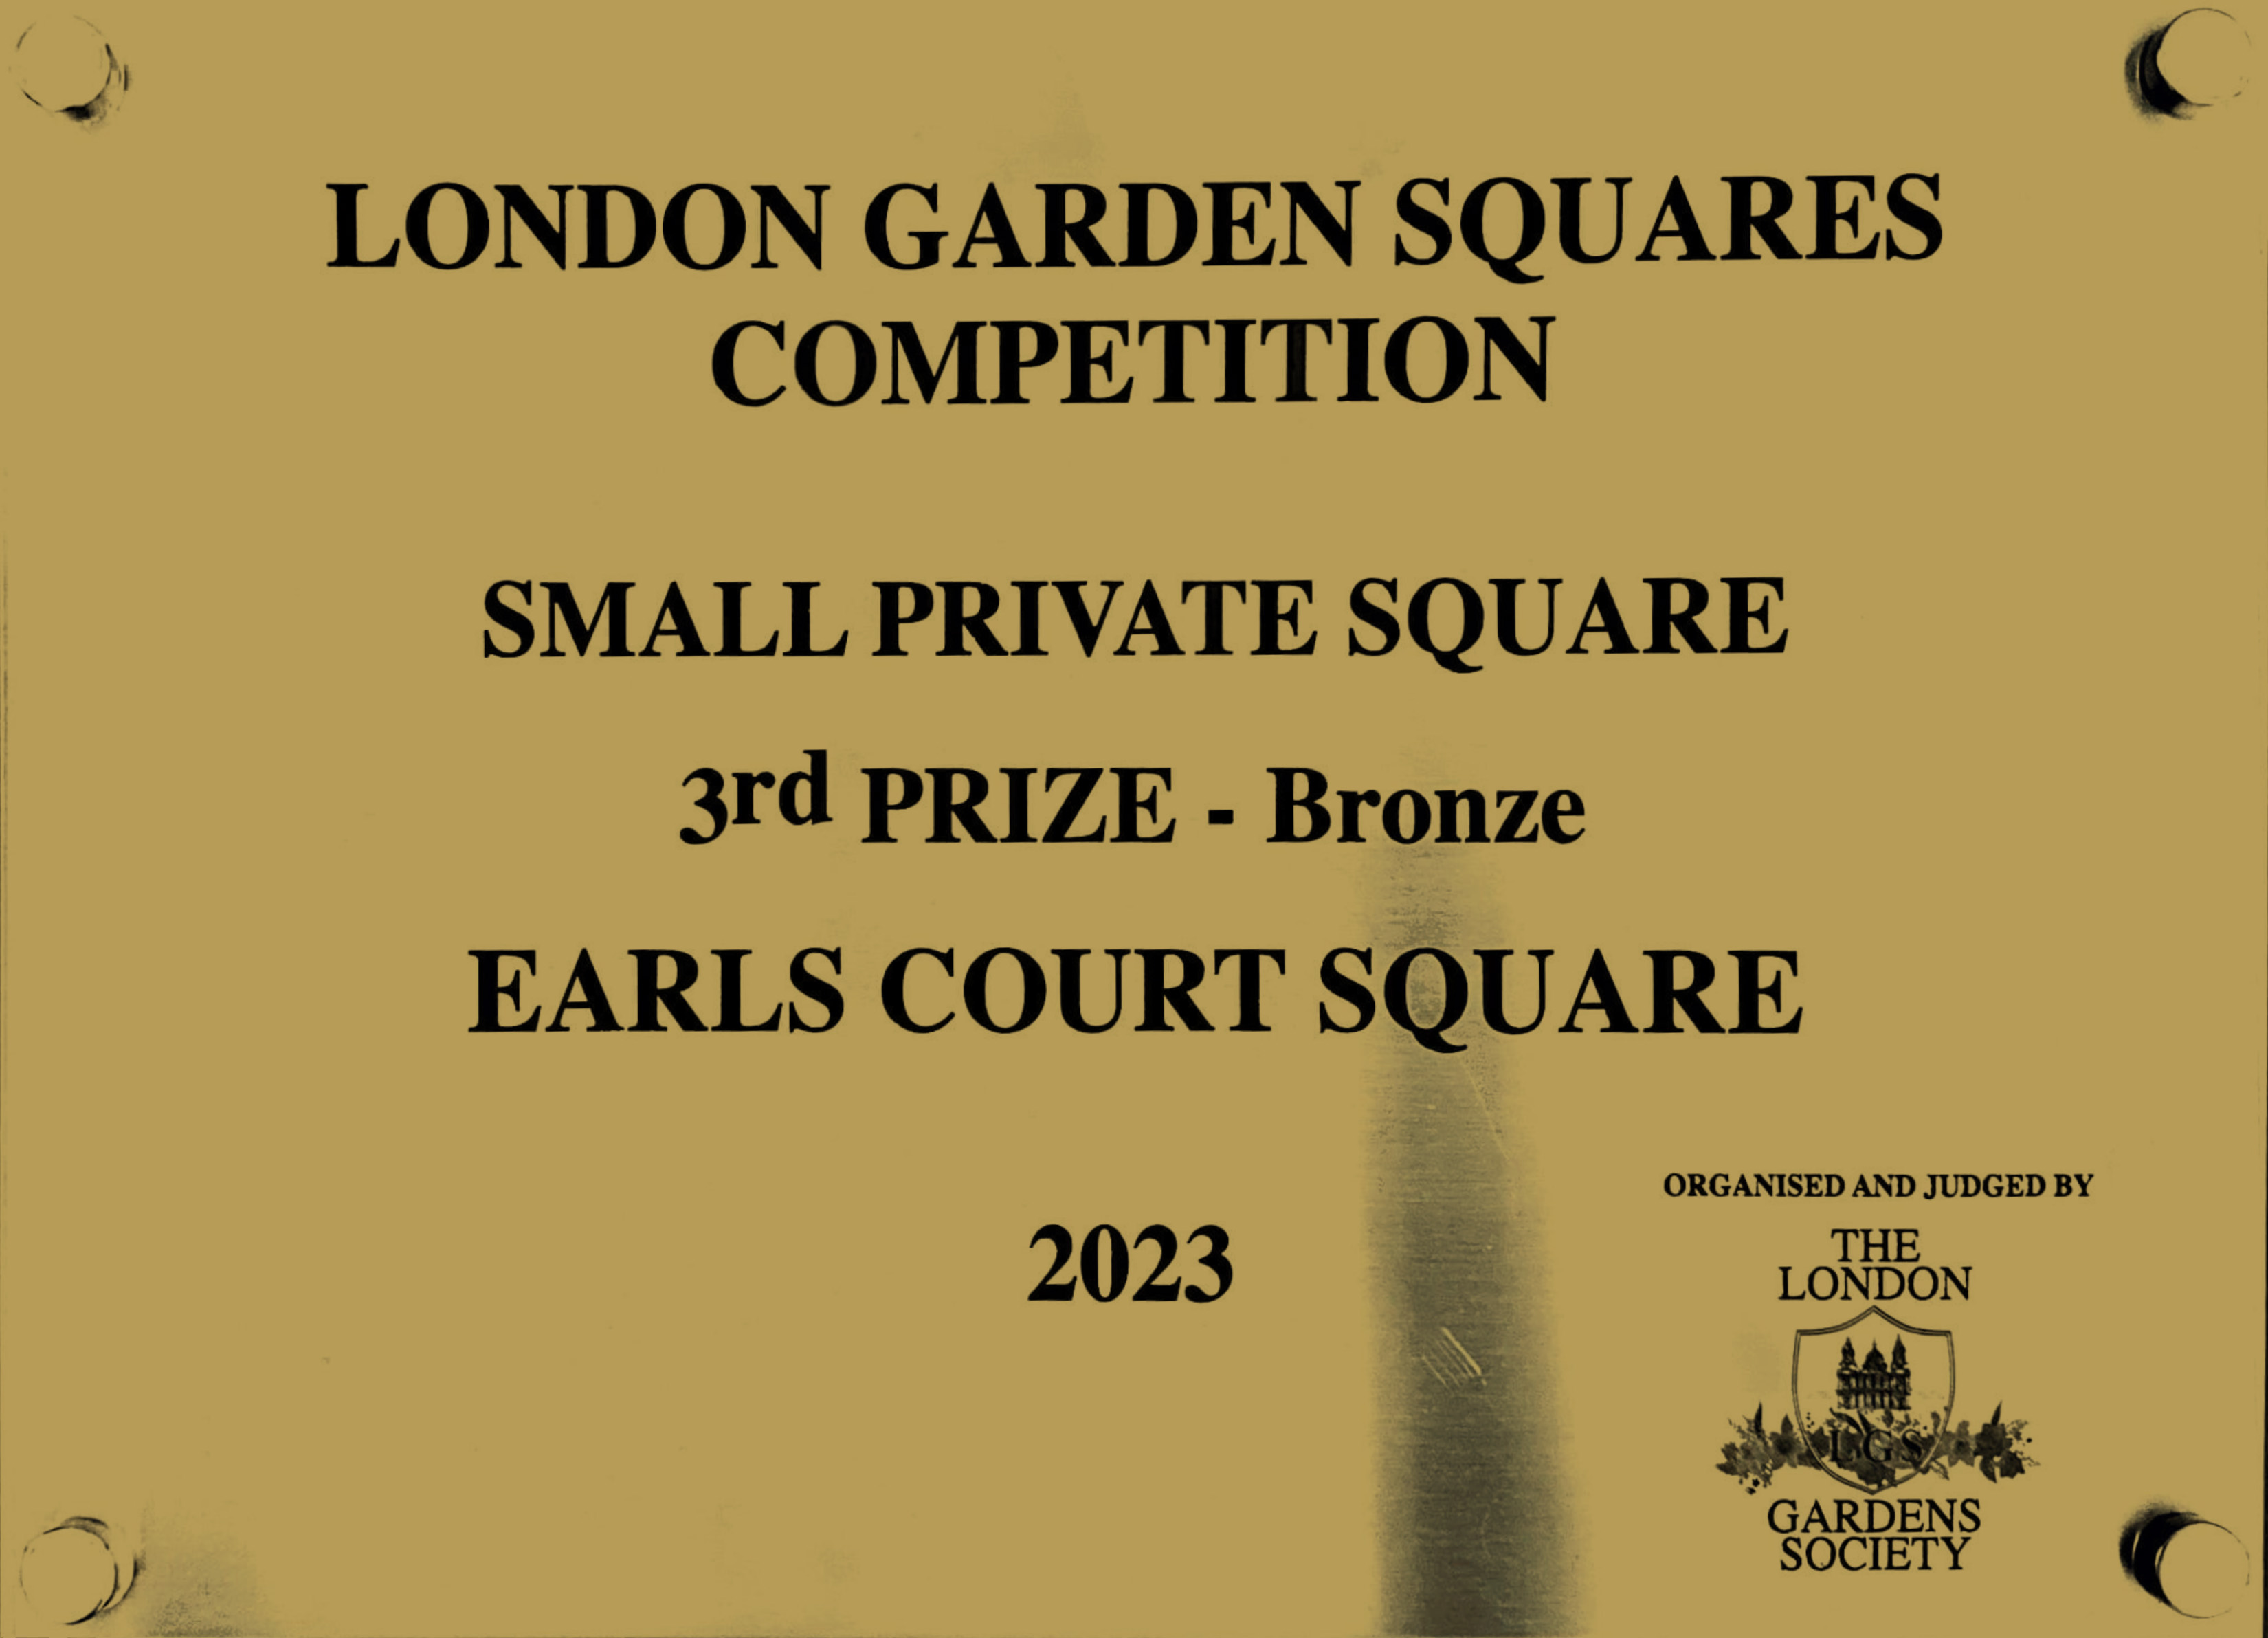 LONDON GARDEN SQUARES
COMPETITION
SMALL PRIVATE SQUARE
3rd PRIZE - Bronze
EARLS COURT SQUARE
2023
ORGANISED AND JUDGED BY
THE
LONDON
LGS
GARDENS
SOCIETY